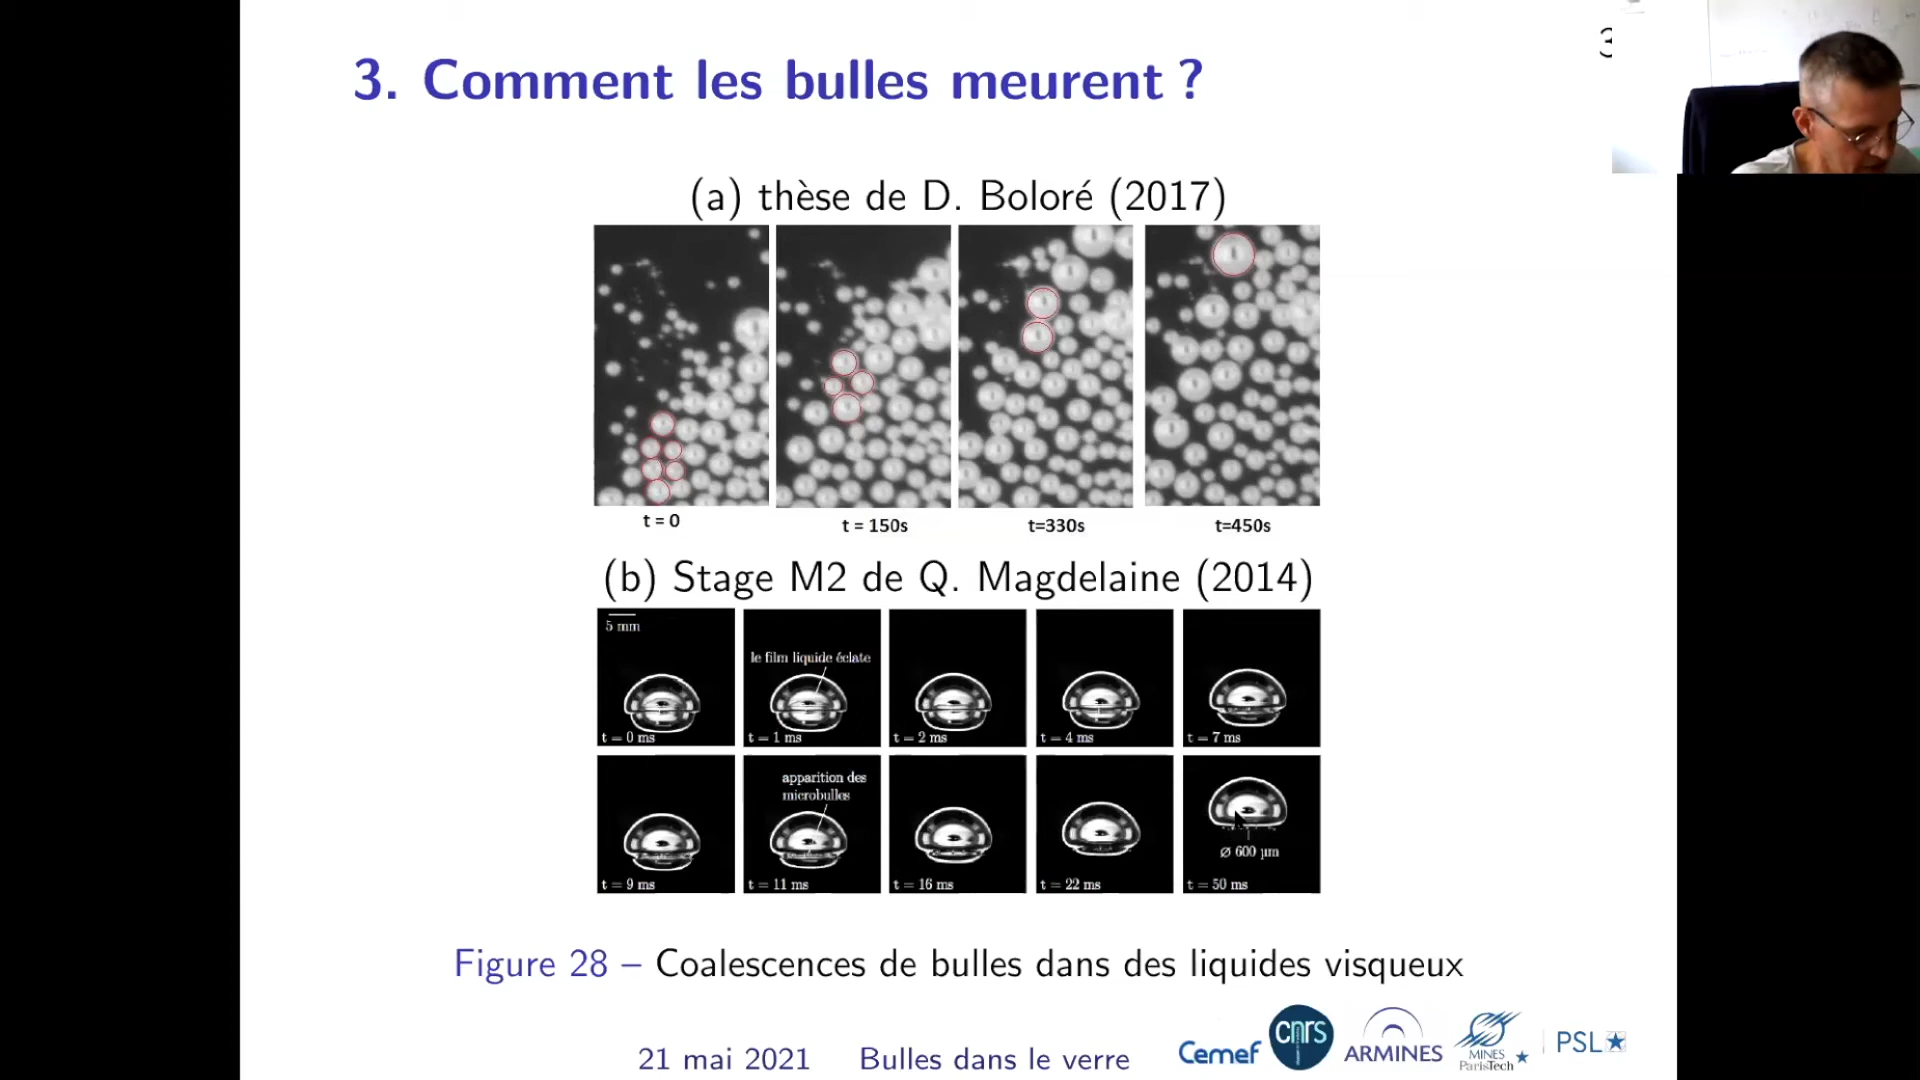 3. Comment les bulles meurent ?
3
(a) thèse de D. Boloré (2017)
t = 0
t = 150s
t=330s
t=450s
(b) Stage M2 de Q. Magdelaine (2014)
5 mm
t = 0 ms
le film liquide éclate
t = 1 ms
t = 2 ms
t = 4 ms
t = 7 ms
t = 9 ms
apparition des
microbulles
t = 11 ms
t = 16 ms
t = 22 ms
Ø 600 µm
t = 50 ms
Figure 28 – Coalescences de bulles dans des liquides visqueux
21 mai 2021 Bulles dans le verre
Cemef
cnrs
ARMINES
MINES
ParisTech
PSL